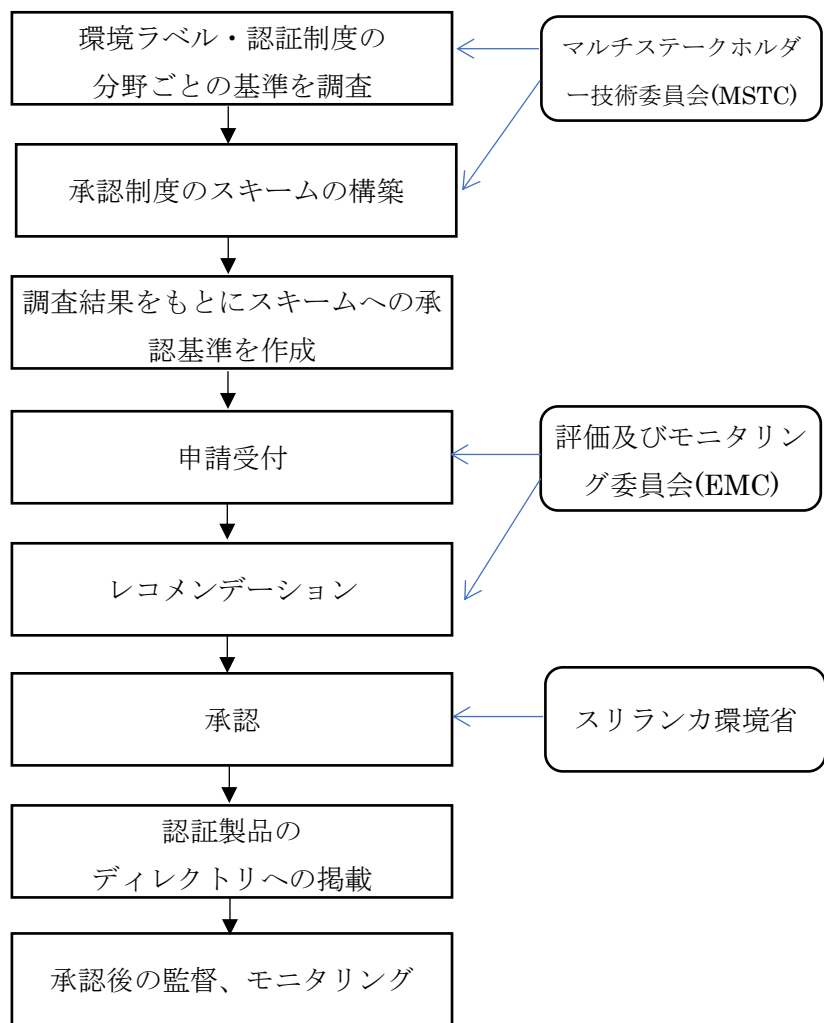 環境ラベル・認証制度の
分野ごとの基準を調査
マルチステークホルダ
ー技術委員会(MSTC)
承認制度のスキームの構築
調査結果をもとにスキームへの承
認基準を作成
申請受付
評価及びモニタリン
グ委員会(EMC)
レコメンデーション
承認
スリランカ環境省
認証製品の
ディレクトリへの掲載
承認後の監督、モニタリング